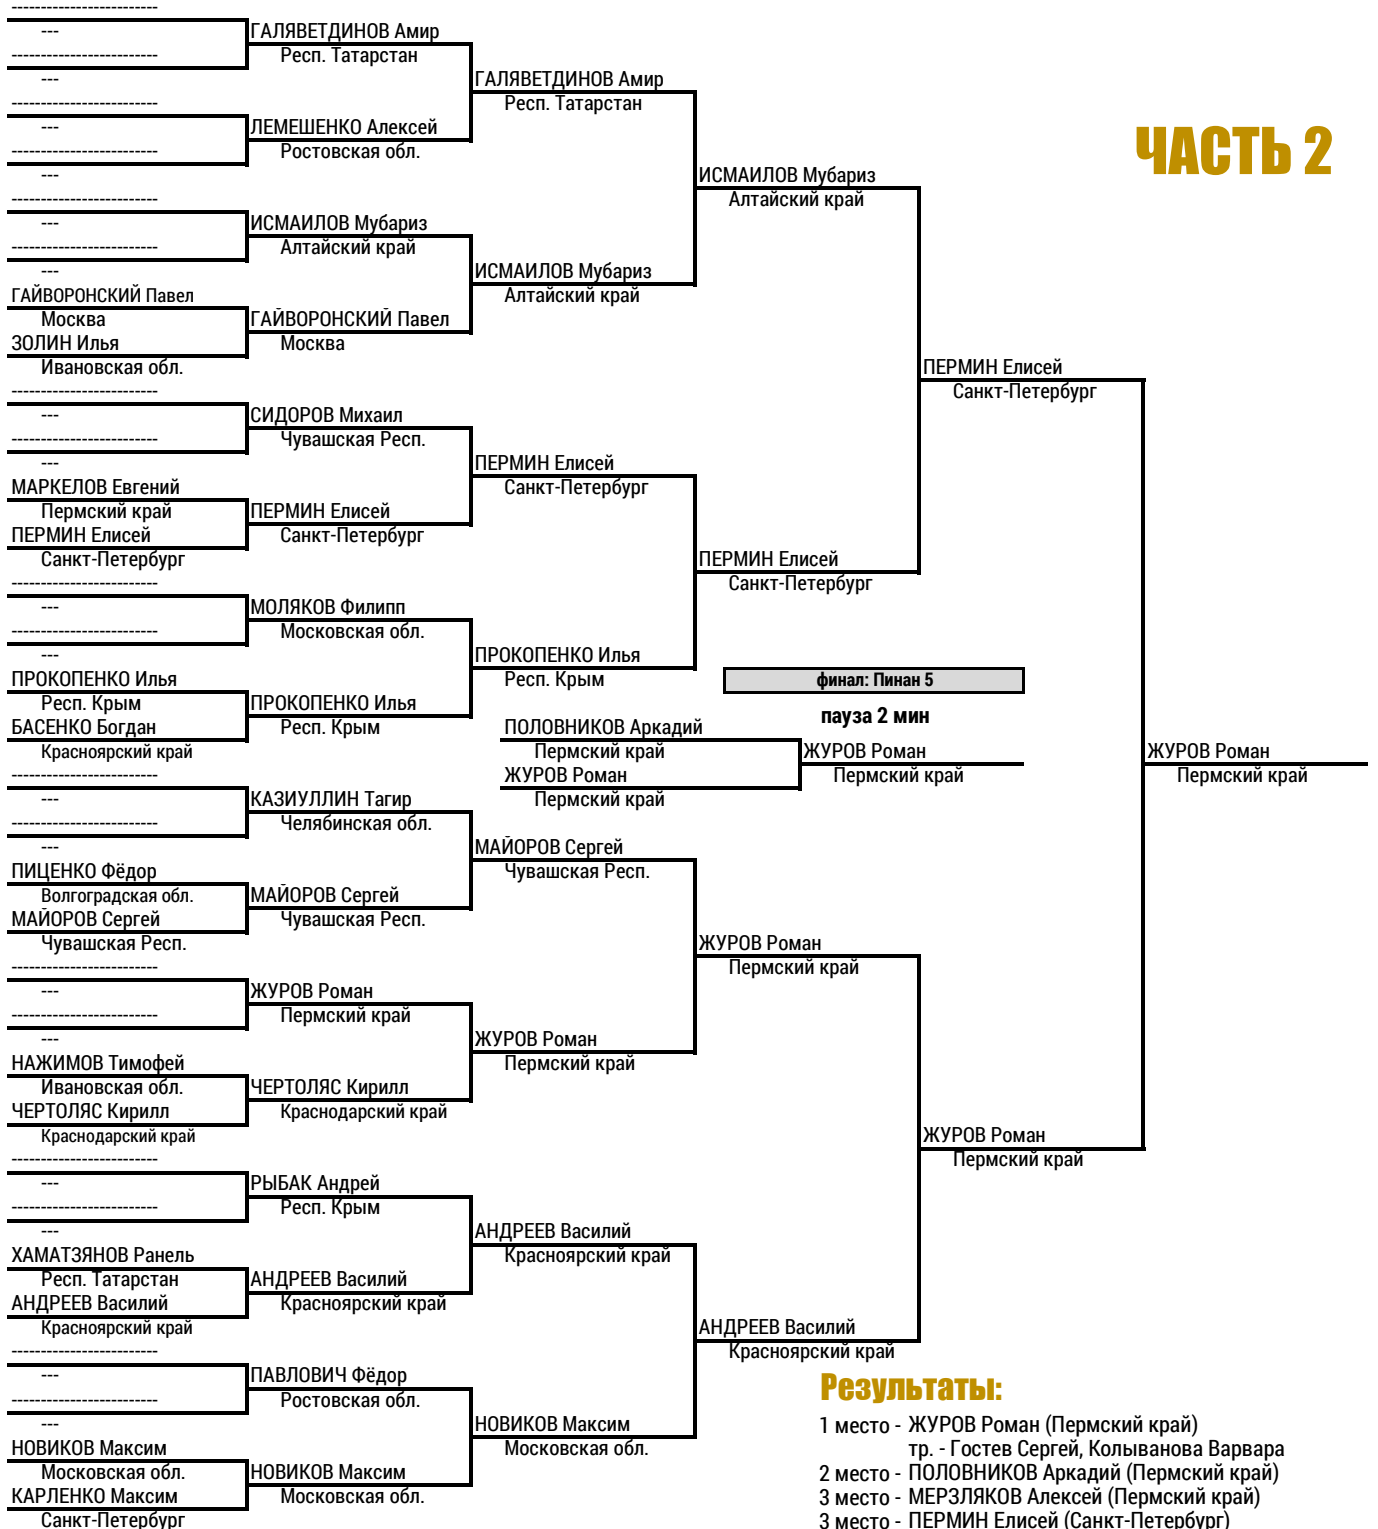 --------------------------
---
--------------------------
---
ГАЛЯВЕТДИНОВ Амир
Респ. Татарстан
--------------------------
---
--------------------------
---
ЛЕМЕШЕНКО Алексей
Ростовская обл.
ГАЛЯВЕТДИНОВ Амир
Респ. Татарстан
--------------------------
---
--------------------------
---
ИСМАИЛОВ Мубариз
Алтайский край
ГАЙВОРОНСКИЙ Павел
Москва
ЗОЛИН Илья
Ивановская обл.
ГАЙВОРОНСКИЙ Павел
Москва
ИСМАИЛОВ Мубариз
Алтайский край
ИСМАИЛОВ Мубариз
Алтайский край
ЧАСТЬ 2
--------------------------
---
--------------------------
---
СИДОРОВ Михаил
Чувашская Респ.
МАРКЕЛОВ Евгений
Пермский край
ПЕРМИН Елисей
Санкт-Петербург
ПЕРМИН Елисей
Санкт-Петербург
ПЕРМИН Елисей
Санкт-Петербург
--------------------------
---
--------------------------
---
МОЛЯКОВ Филипп
Московская обл.
ПРОКОПЕНКО Илья
Респ. Крым
БАСЕНКО Богдан
Красноярский край
ПРОКОПЕНКО Илья
Респ. Крым
ПРОКОПЕНКО Илья
Респ. Крым
ПЕРМИН Елисей
Санкт-Петербург
ПЕРМИН Елисей
Санкт-Петербург
финал: Пинан 5
пауза 2 мин
ПОЛОВНИКОВ Аркадий
Пермский край
ЖУРОВ Роман
Пермский край
ЖУРОВ Роман
Пермский край
ЖУРОВ Роман
Пермский край
--------------------------
---
--------------------------
---
КАЗИУЛЛИН Тагир
Челябинская обл.
ПИЦЕНКО Фёдор
Волгоградская обл.
МАЙОРОВ Сергей
Чувашская Респ.
МАЙОРОВ Сергей
Чувашская Респ.
МАЙОРОВ Сергей
Чувашская Респ.
--------------------------
---
--------------------------
---
ЖУРОВ Роман
Пермский край
НАЖИМОВ Тимофей
Ивановская обл.
ЧЕРТОЛЯС Кирилл
Краснодарский край
ЧЕРТОЛЯС Кирилл
Краснодарский край
ЖУРОВ Роман
Пермский край
ЖУРОВ Роман
Пермский край
--------------------------
---
--------------------------
---
РЫБАК Андрей
Респ. Крым
ХАМАТЗЯНОВ Ранель
Респ. Татарстан
АНДРЕЕВ Василий
Красноярский край
АНДРЕЕВ Василий
Красноярский край
АНДРЕЕВ Василий
Красноярский край
--------------------------
---
--------------------------
---
ПАВЛОВИЧ Фёдор
Ростовская обл.
НОВИКОВ Максим
Московская обл.
КАРЛЕНКО Максим
Санкт-Петербург
НОВИКОВ Максим
Московская обл.
НОВИКОВ Максим
Московская обл.
АНДРЕЕВ Василий
Красноярский край
ЖУРОВ Роман
Пермский край
Результаты:
1 место - ЖУРОВ Роман (Пермский край)
тр. - Гостев Сергей, Колыванова Варвара
2 место - ПОЛОВНИКОВ Аркадий (Пермский край)
3 место - МЕРЗЛЯКОВ Алексей (Пермский край)
3 место - ПЕРМИН Елисей (Санкт-Петербург)